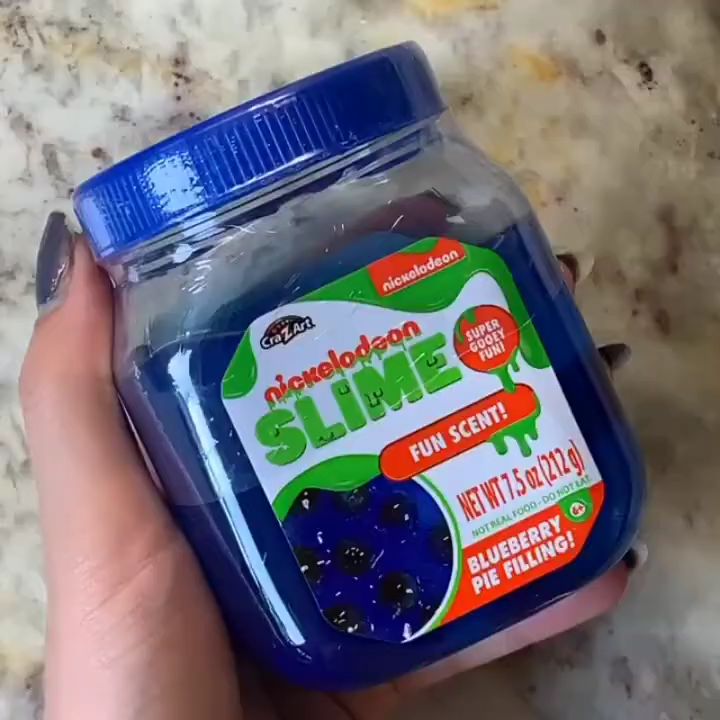 nickelodeon
Cra-Z-Art
nickelodeon
SLIME
SUPER
GOOEY
FUN!
FUN SCENT!
NET WT 7.5 oz (212 g)
NOT REAL FOOD - DO NOT EAT
6+
BLUEBERRY
PIE FILLING!